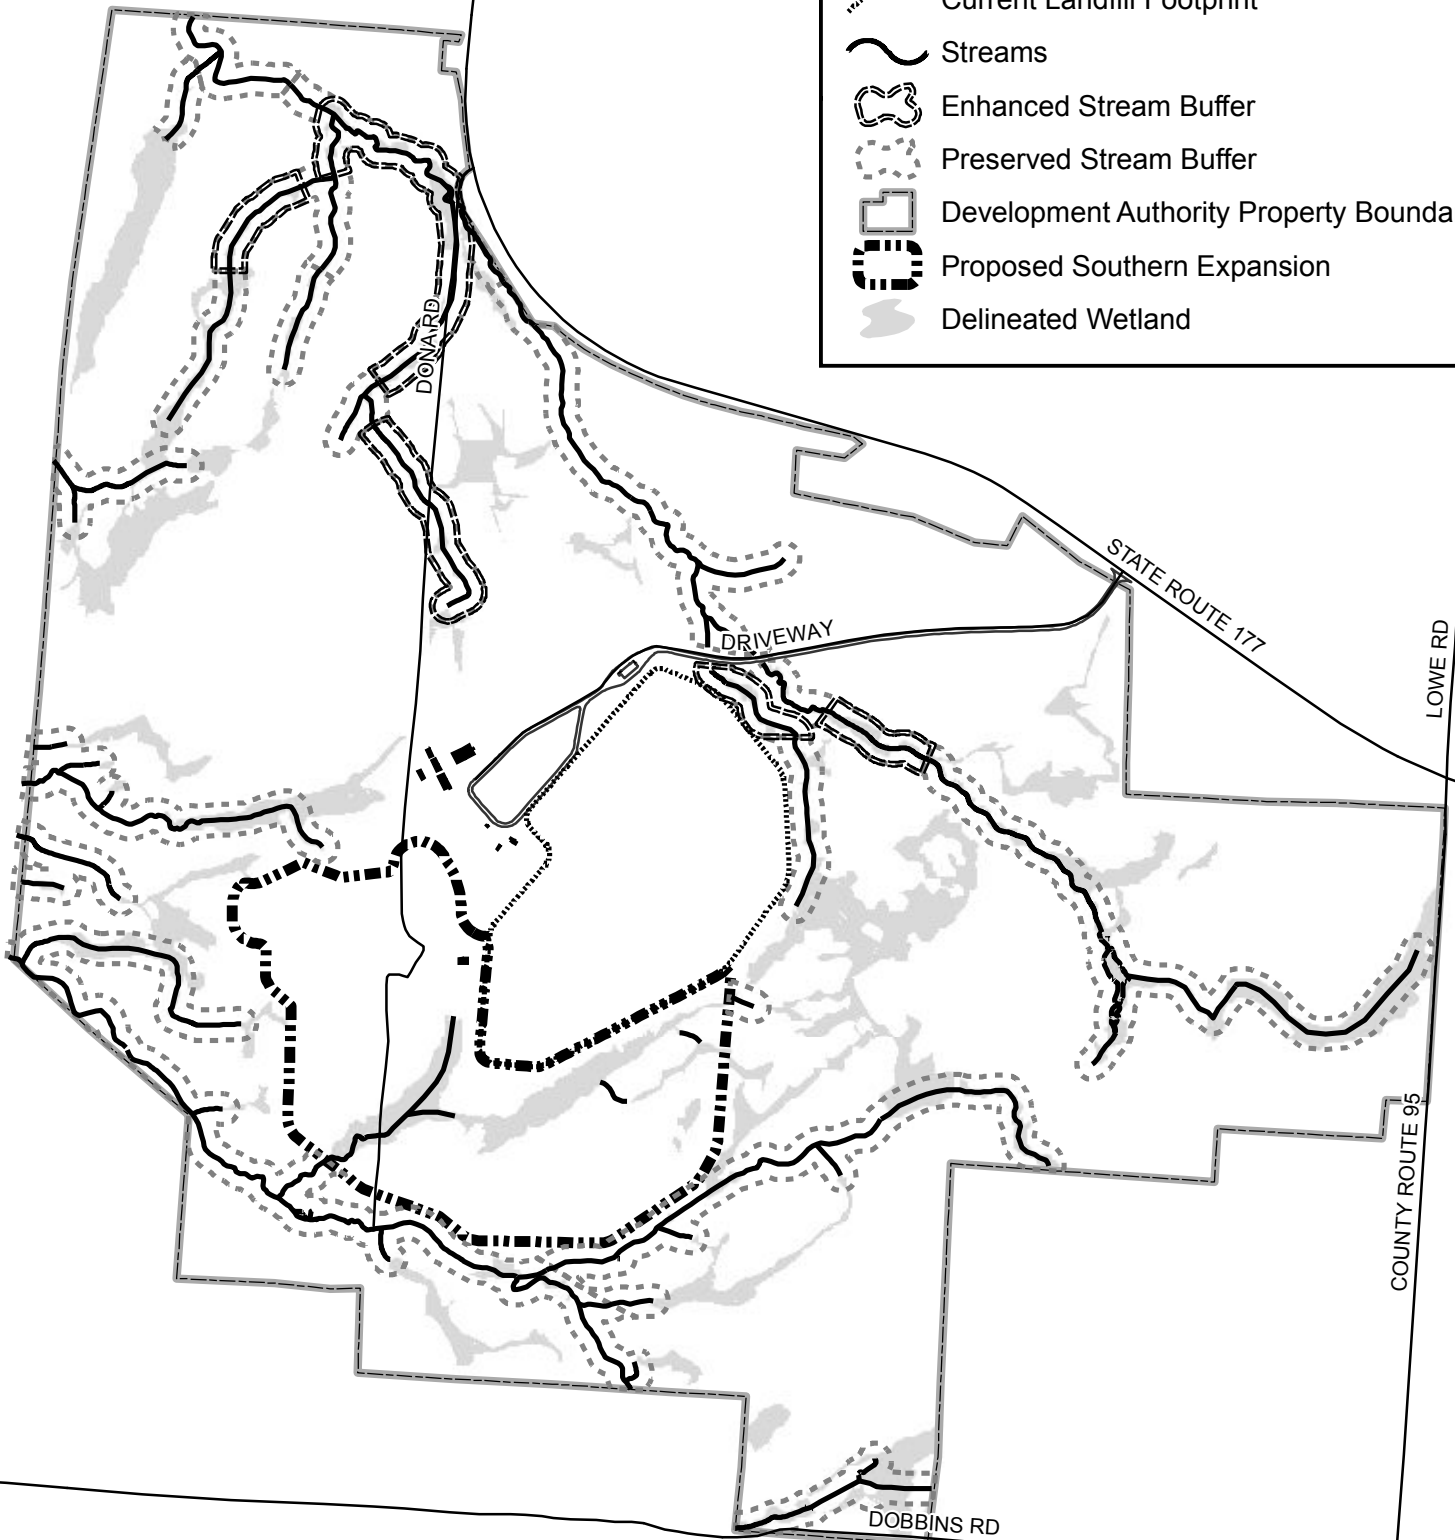 Current Landfill Footprint
Streams
Enhanced Stream Buffer
Preserved Stream Buffer
Development Authority Property Bounda
Proposed Southern Expansion
Delineated Wetland
DONA RD
STATE ROUTE 177
DRIVEWAY
LOWE RD
COUNTY ROUTE 95
DOBBINS RD